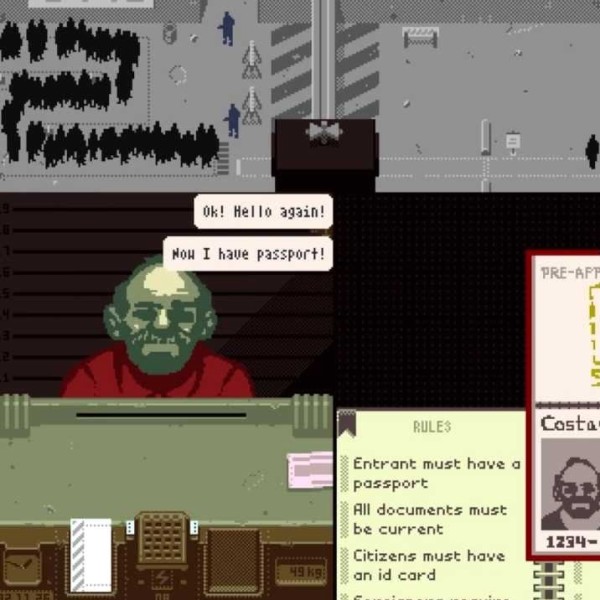 Ok! Hello again!
Now I have passport!
PRE-APP
RULES
Entrant must have a
passport
Costa
All documents must
be current
Citizens must have
an id card
1234-
49kg